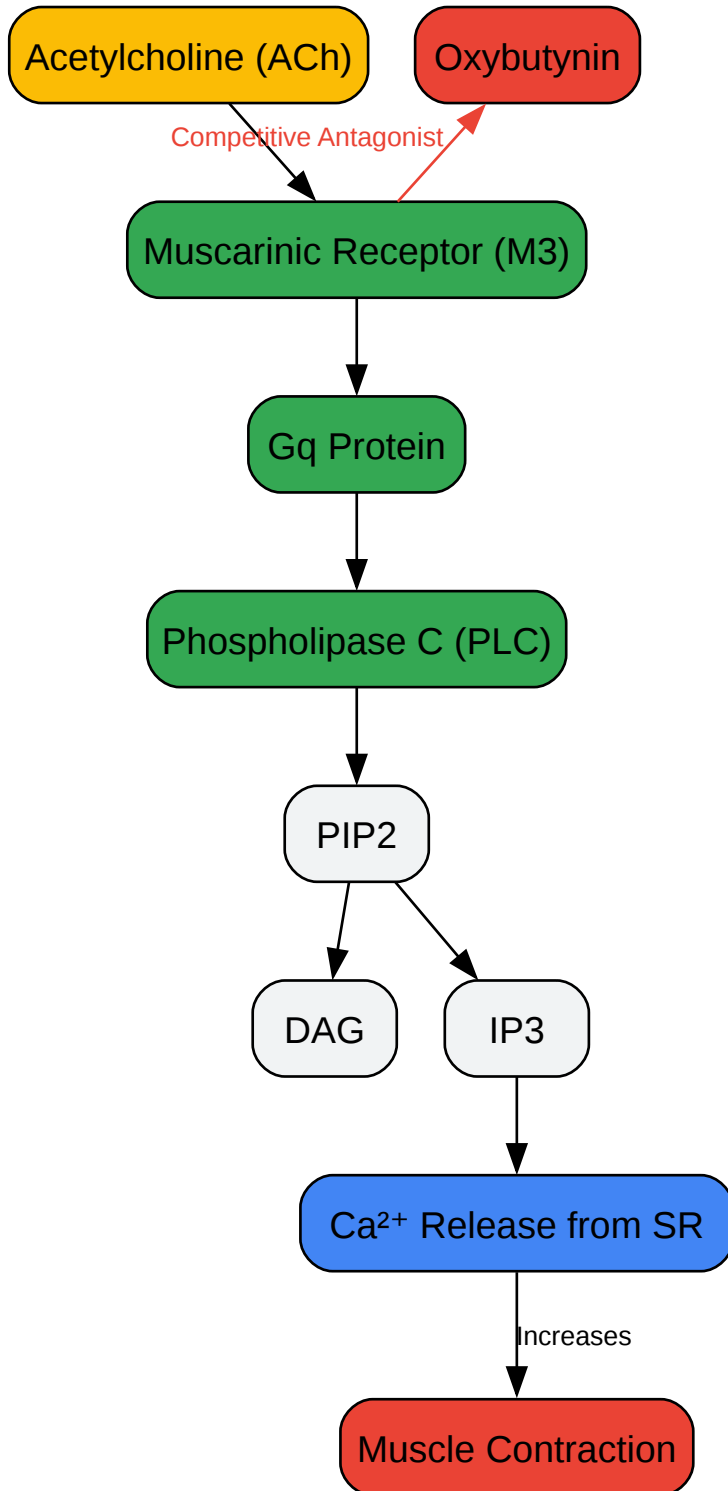 Acetylcholine (ACh)
Oxybutynin
Competitive Antagonist
Muscarinic Receptor (M3)
Gq Protein
Phospholipase C (PLC)
PIP2
DAG
IP3
Ca²⁺ Release from SR
Increases
Muscle Contraction